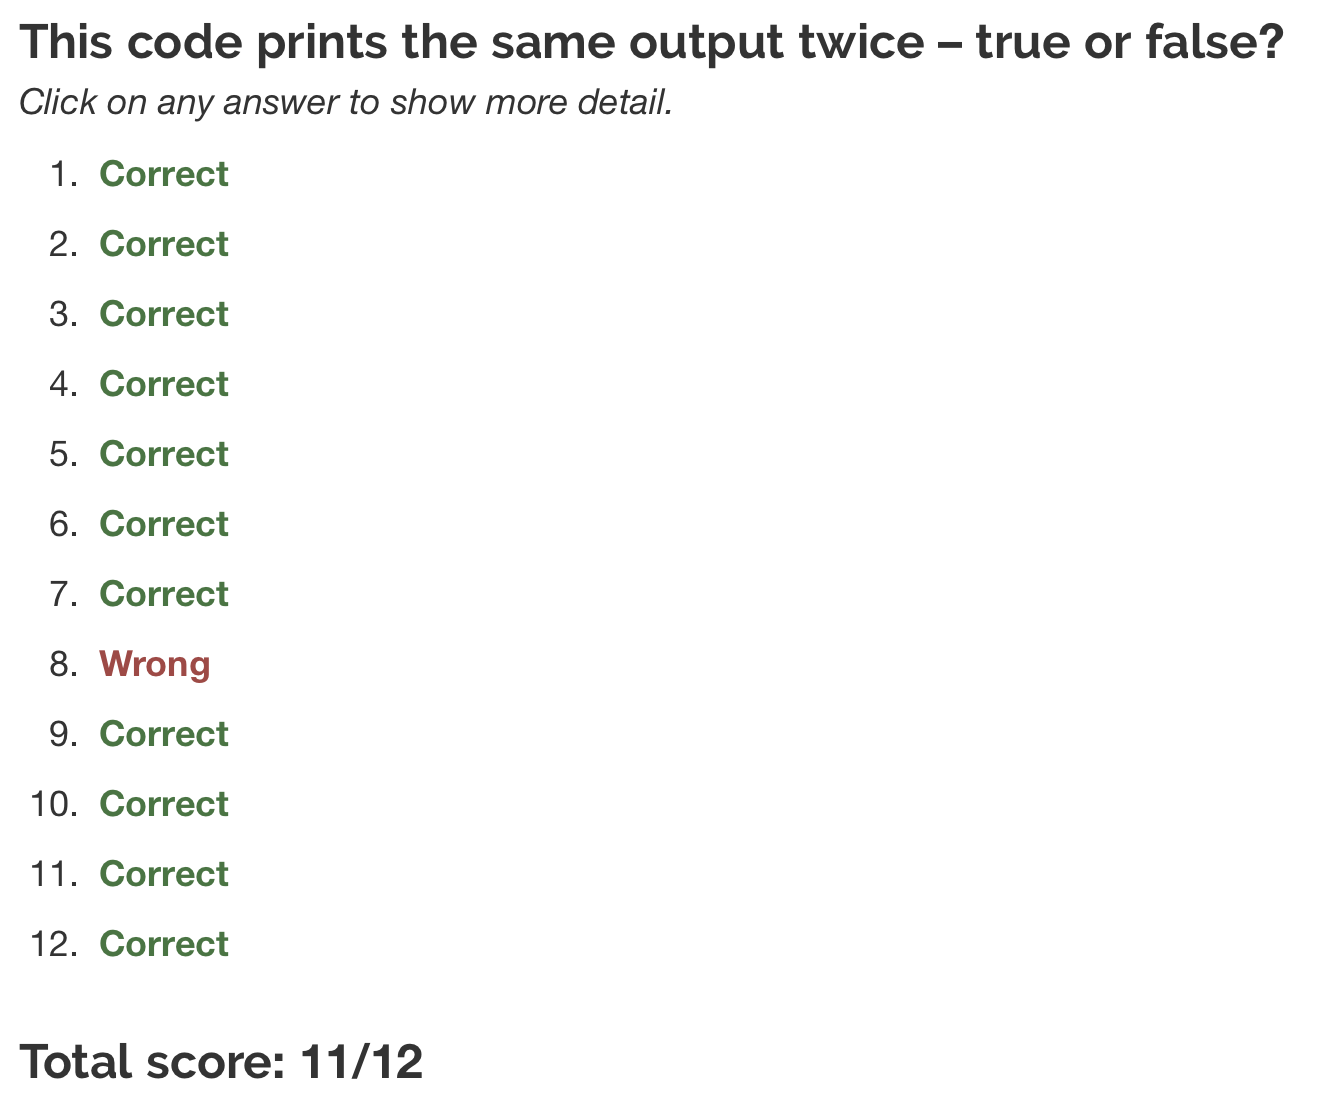 This code prints the same output twice – true or false?
Click on any answer to show more detail.
1. Correct
2. Correct
3. Correct
4. Correct
5. Correct
6. Correct
7. Correct
8. Wrong
9. Correct
10. Correct
11. Correct
12. Correct
Total score: 11/12